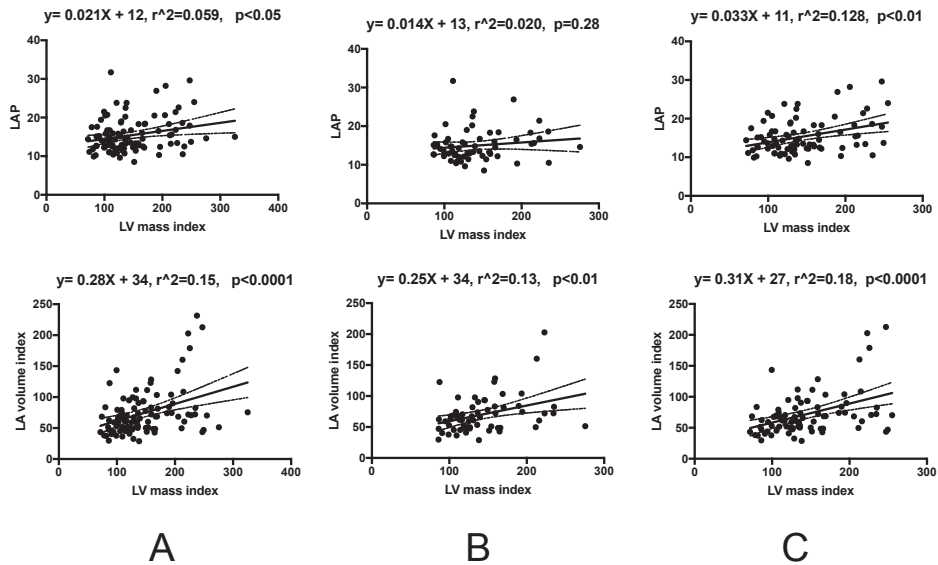 y= 0.021X + 12, r^2=0.059, p<0.05
y= 0.014X + 13, r^2=0.020, p=0.28
y= 0.033X + 11, r^2=0.128, p<0.01
40
30
20
10
0
LAP
0 100 200 300 400
LV mass index
40
30
20
10
0
LAP
0 100 200 300
LV mass index
40
30
20
10
0
LAP
0 100 200 300
LV mass index
y= 0.28X + 34, r^2=0.15, p<0.0001
y= 0.25X + 34, r^2=0.13, p<0.01
y= 0.31X + 27, r^2=0.18, p<0.0001
250
200
150
100
50
0
LA volume index
0 100 200 300 400
LV mass index
250
200
150
100
50
0
LA volume index
0 100 200 300
LV mass index
250
200
150
100
50
0
LA volume index
0 100 200 300
LV mass index
A B C